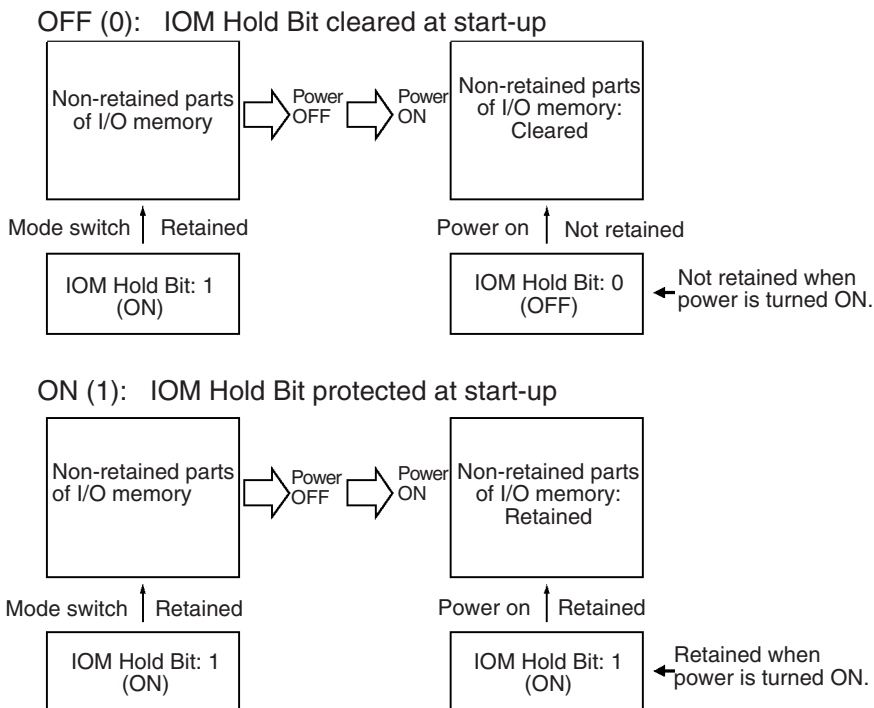 OFF (0): IOM Hold Bit cleared at start-up
Non-retained parts
of I/O memory
Power
OFF
Power
ON
Non-retained parts
of I/O memory:
Cleared
Mode switch
Retained
Power on
Not retained
IOM Hold Bit: 1
(ON)
IOM Hold Bit: 0
(OFF)
Not retained when
power is turned ON.
ON (1): IOM Hold Bit protected at start-up
Non-retained parts
of I/O memory
Power
OFF
Power
ON
Non-retained parts
of I/O memory:
Retained
Mode switch
Retained
Power on
Retained
IOM Hold Bit: 1
(ON)
IOM Hold Bit: 1
(ON)
Retained when
power is turned ON.